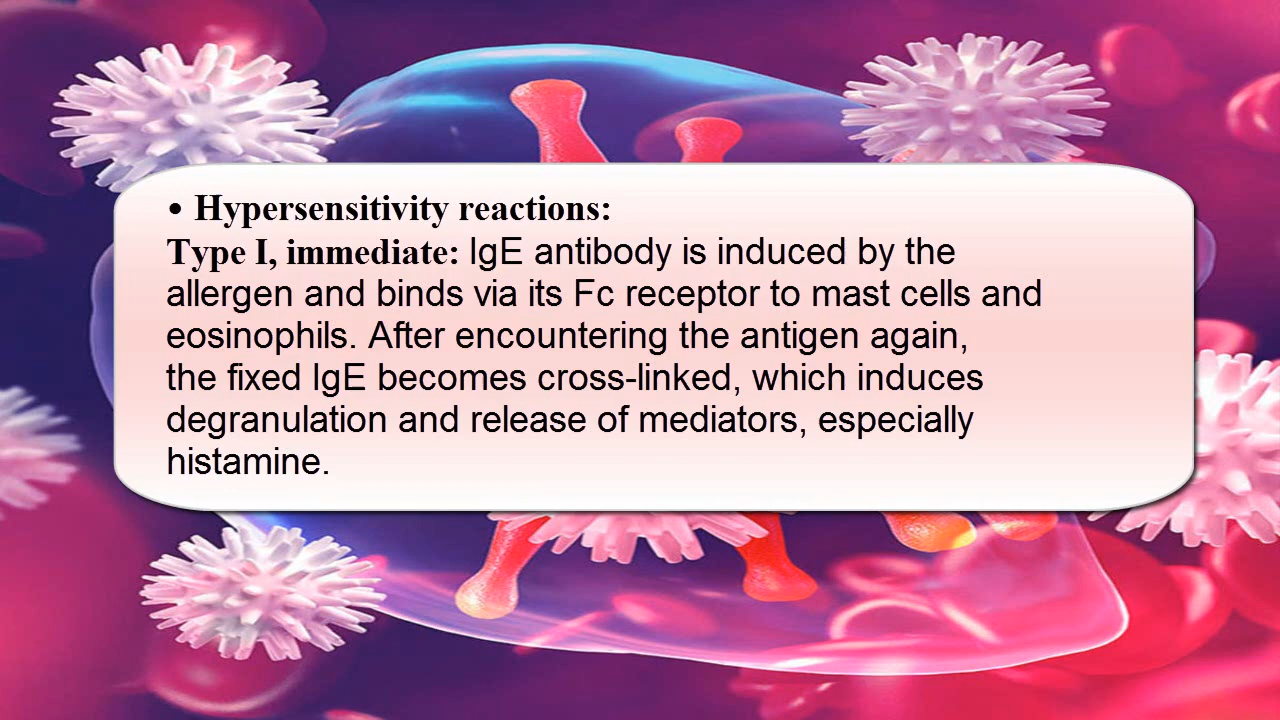 • Hypersensitivity reactions:
Type I, immediate: IgE antibody is induced by the
allergen and binds via its Fc receptor to mast cells and
eosinophils. After encountering the antigen again,
the fixed IgE becomes cross-linked, which induces
degranulation and release of mediators, especially
histamine.